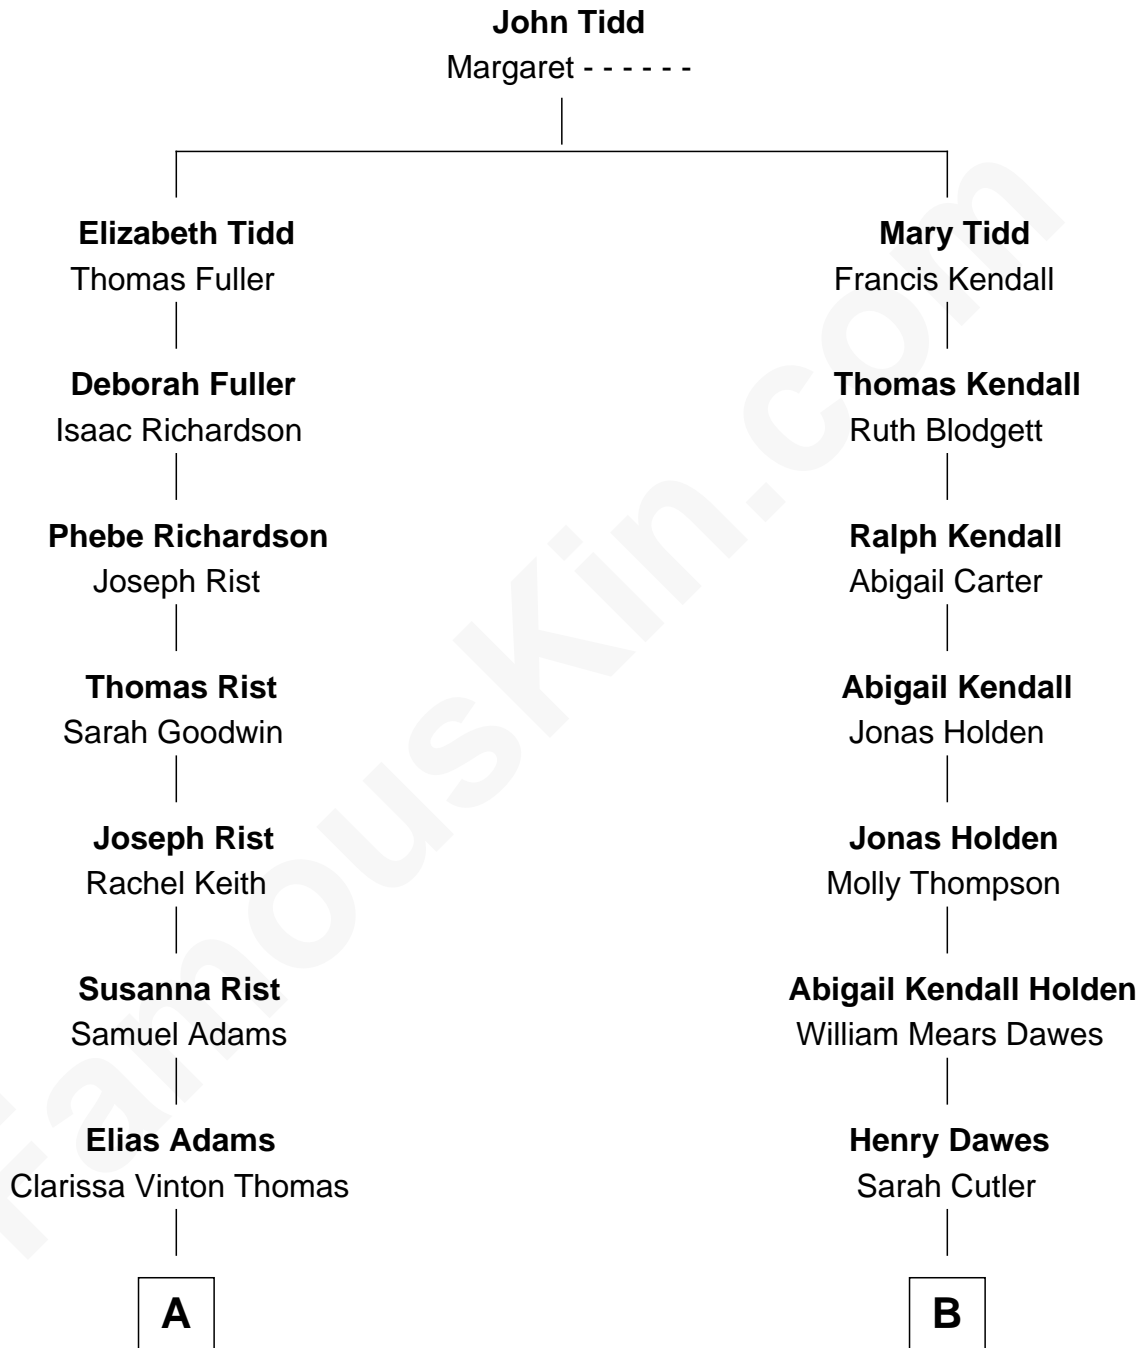 John Tidd
Margaret - - - - - -
Elizabeth Tidd
Thomas Fuller
Mary Tidd
Francis Kendall
Deborah Fuller
Isaac Richardson
Thomas Kendall
Ruth Blodgett
Phebe Richardson
Joseph Rist
Ralph Kendall
Abigail Carter
Thomas Rist
Sarah Goodwin
Abigail Kendall
Jonas Holden
Joseph Rist
Rachel Keith
Jonas Holden
Molly Thompson
Susanna Rist
Samuel Adams
Abigail Kendall Holden
William Mears Dawes
Elias Adams
Clarissa Vinton Thomas
Henry Dawes
Sarah Cutler
A
B
FamousKin.com